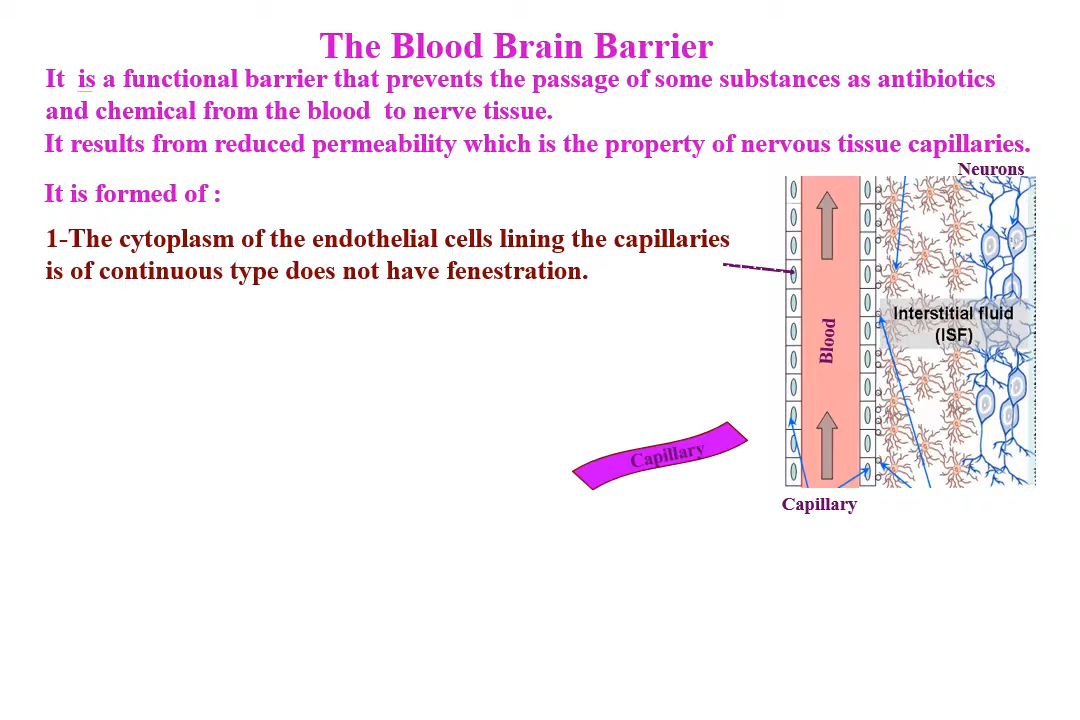 The Blood Brain Barrier
It is a functional barrier that prevents the passage of some substances as antibiotics
and chemical from the blood to nerve tissue.
It results from reduced permeability which is the property of nervous tissue capillaries.
Neurons
It is formed of :
1-The cytoplasm of the endothelial cells lining the capillaries
is of continuous type does not have fenestration.
Interstitial fluid
(ISF)
Blood
Capillary
Capillary